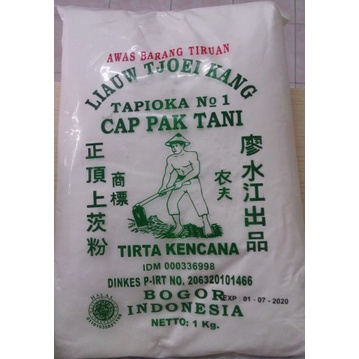 AWAS BARANG TIRUAN
LIAUW TJOEI KANG
TAPIOKA No 1
CAP PAK TANI
正頂上茨粉
商標
农夫
廖水江出品
TIRTA KENCANA
IDM 000336998
DINKES P-IRT NO. 206320101466
BOGOR
EXP 01-07-2020
INDONESIA
NETTO: 1 Kg.
HALAL